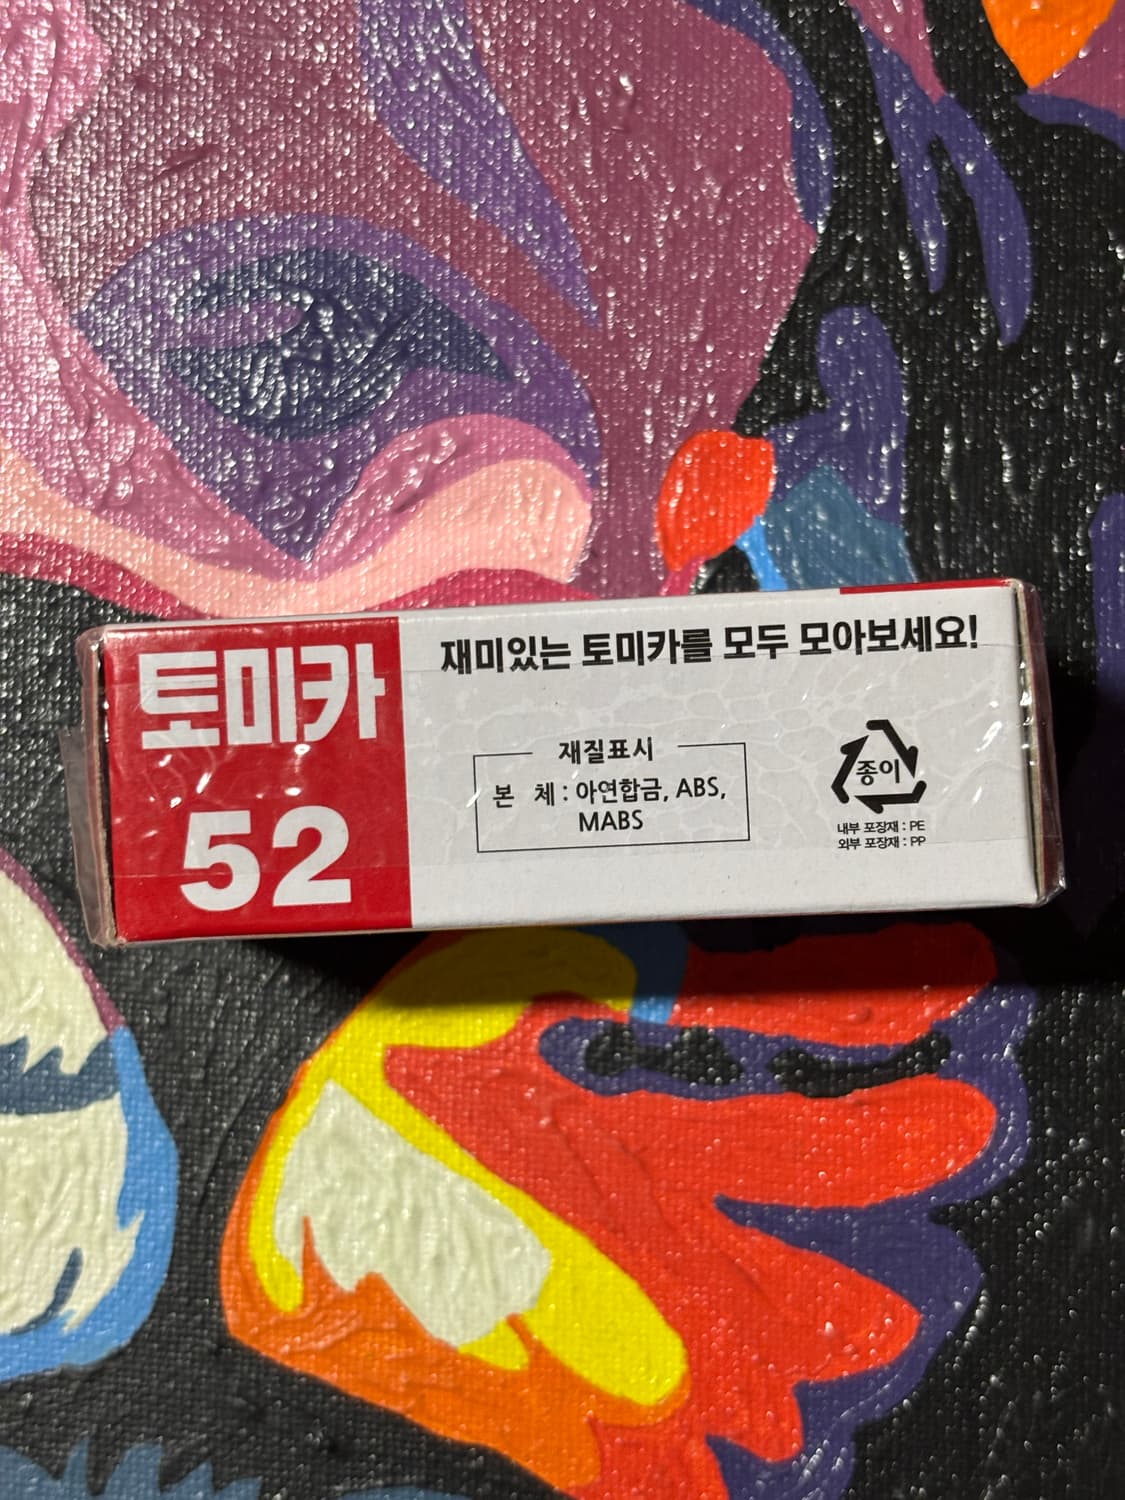 토미카
52
재미있는 토미카를 모두 모아보세요!
재질표시
본 체 : 아연합금, ABS,
MABS
종이
내부 포장재 : PE
외부 포장재 : PP